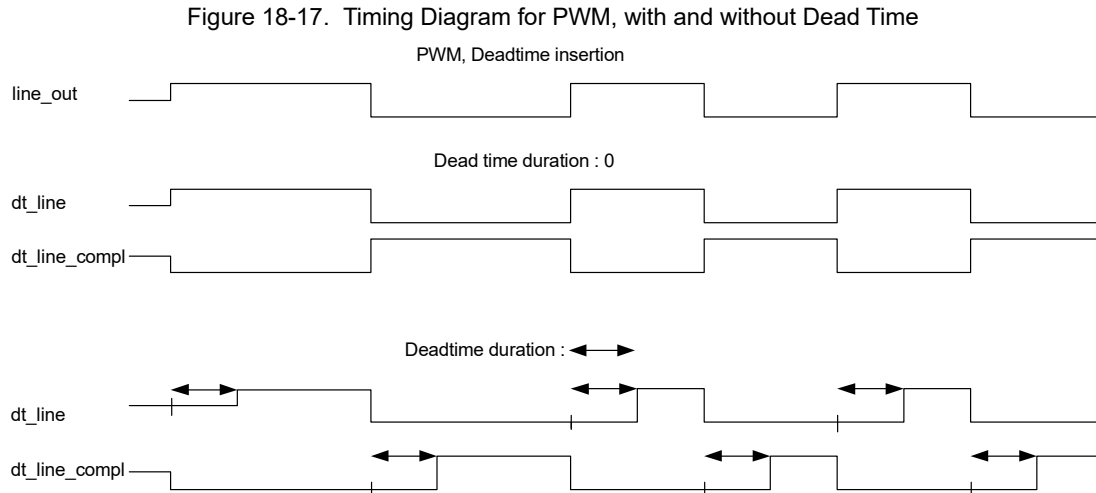 Figure 18-17. Timing Diagram for PWM, with and without Dead Time
PWM, Deadtime insertion
line_out
Dead time duration : 0
dt_line
dt_line_compl
Deadtime duration :
dt_line
dt_line_compl